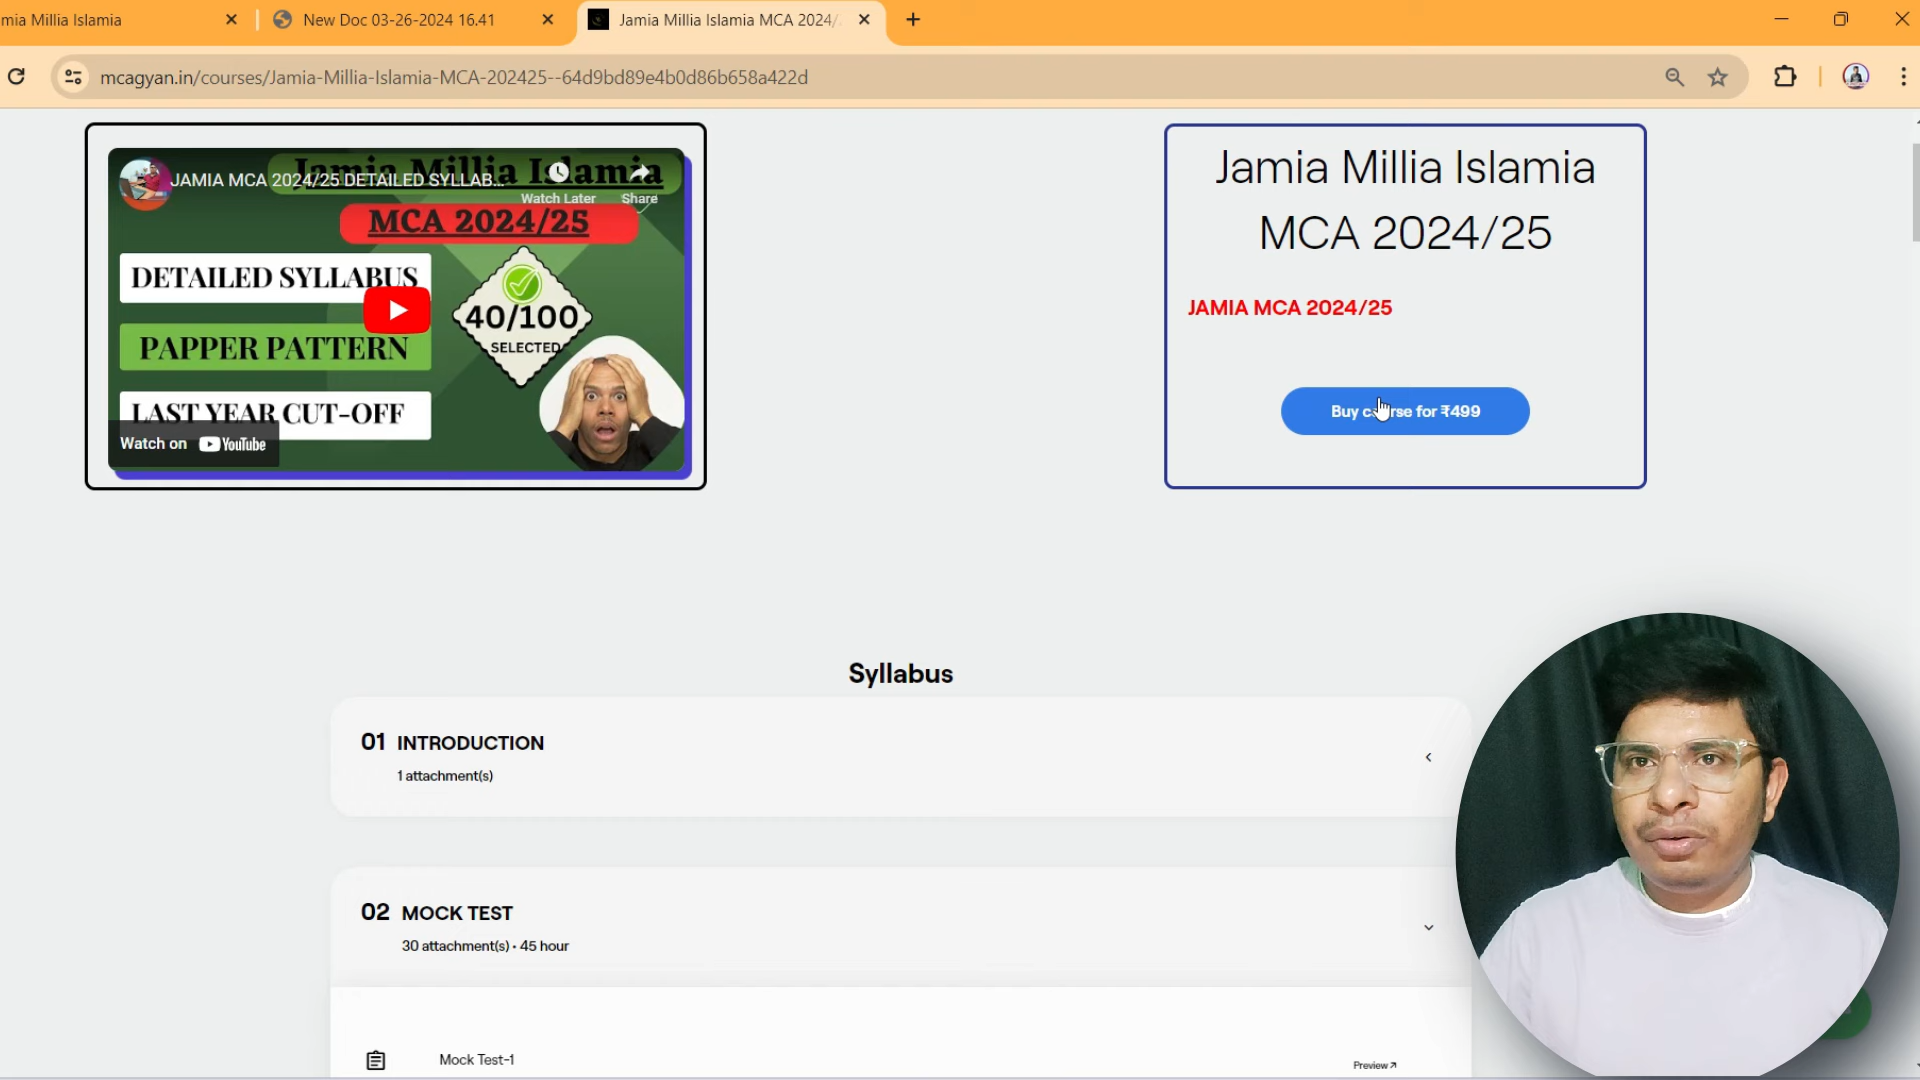 mia Millia Islamia
New Doc 03-26-2024 16.41
Jamia Millia Islamia MCA 2024/
mcagyan.in/courses/Jamia-Millia-Islamia-MCA-202425--64d9bd89e4b0d86b658a422d
Jamia Millia Islamia
JAMIA MCA 2024/25 DETAILED SYLLAB...
Watch Later
Share
MCA 2024/25
DETAILED SYLLABUS
40/100
SELECTED
PAPPER PATTERN
LAST YEAR CUT-OFF
Watch on YouTube
Jamia Millia Islamia
MCA 2024/25
JAMIA MCA 2024/25
Buy course for ₹499
Syllabus
01 INTRODUCTION
1 attachment(s)
02 MOCK TEST
30 attachment(s) • 45 hour
Mock Test-1
Preview